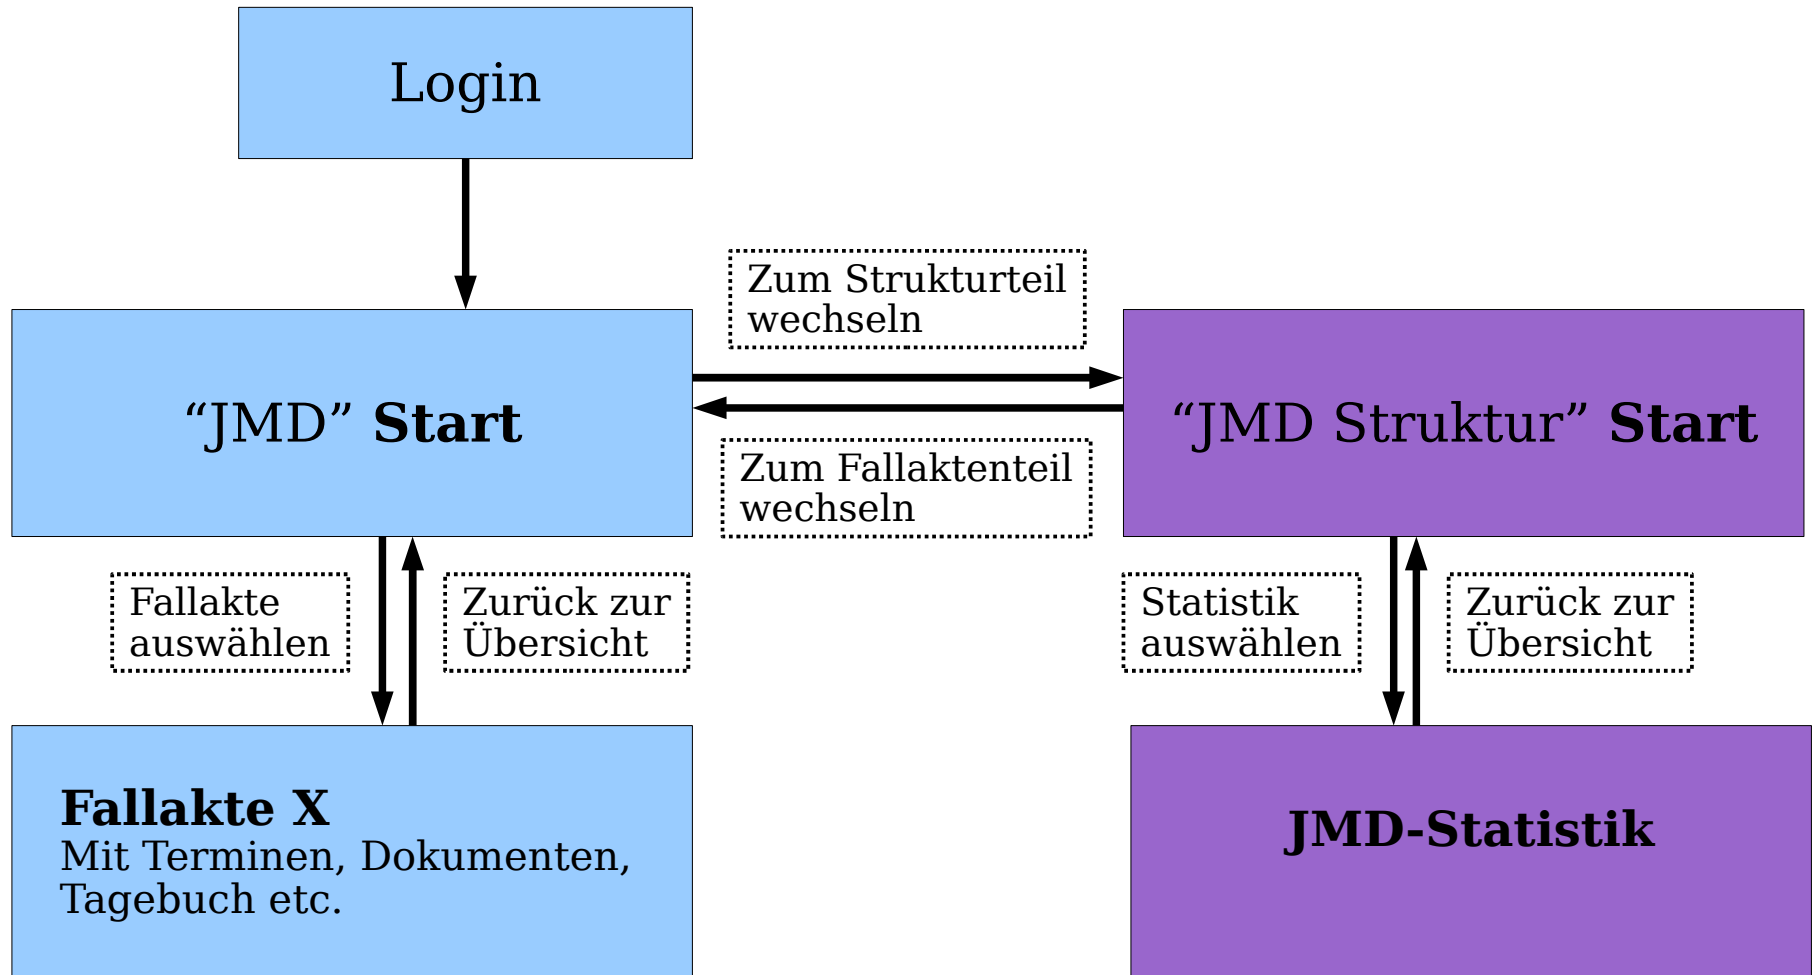 Login
Zum Strukturteil
wechseln
“JMD” Start
“JMD Struktur” Start
Zum Fallaktenteil
wechseln
Fallakte
auswählen
Zurück zur
Übersicht
Statistik
auswählen
Zurück zur
Übersicht
Fallakte X
Mit Terminen, Dokumenten,
Tagebuch etc.
JMD-Statistik